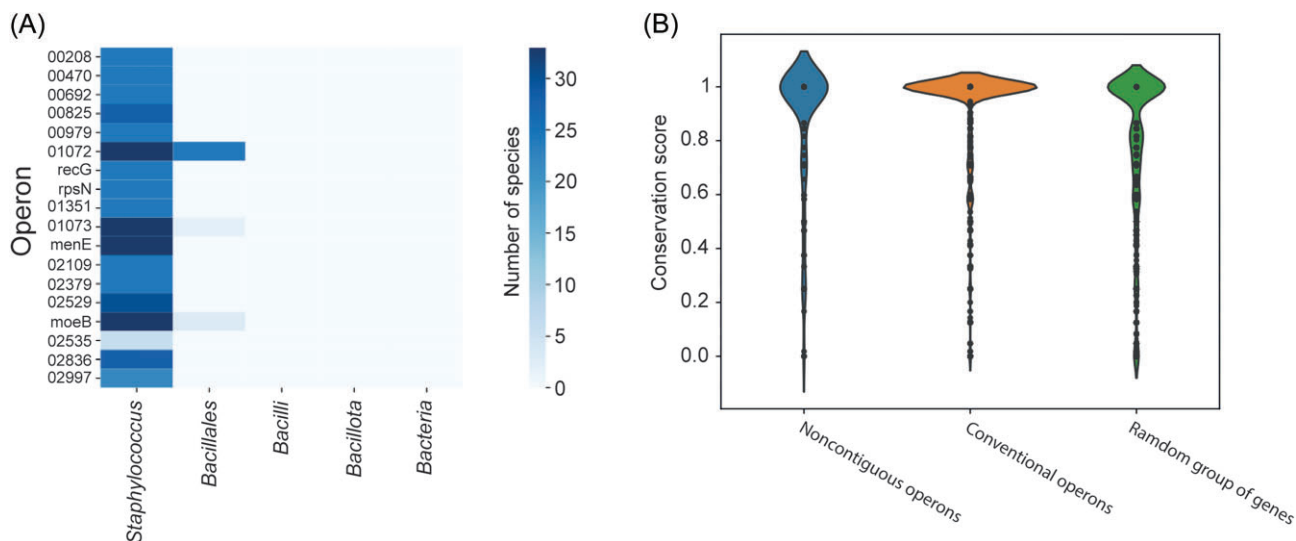 (A)
Operon
00208
00470
00692
00825
00979
01072
recG
rpsN
01351
01073
menE
02109
02379
02529
moeB
02535
02836
02997
Staphylococcus
Bacillales
Bacilli
Bacillota
Bacteria
Number of species
30
25
20
15
10
5
0
(B)
Conservation score
1
0.8
0.6
0.4
0.2
0.0
Noncontiguous operons
Conventional operons
Ramdom group of genes